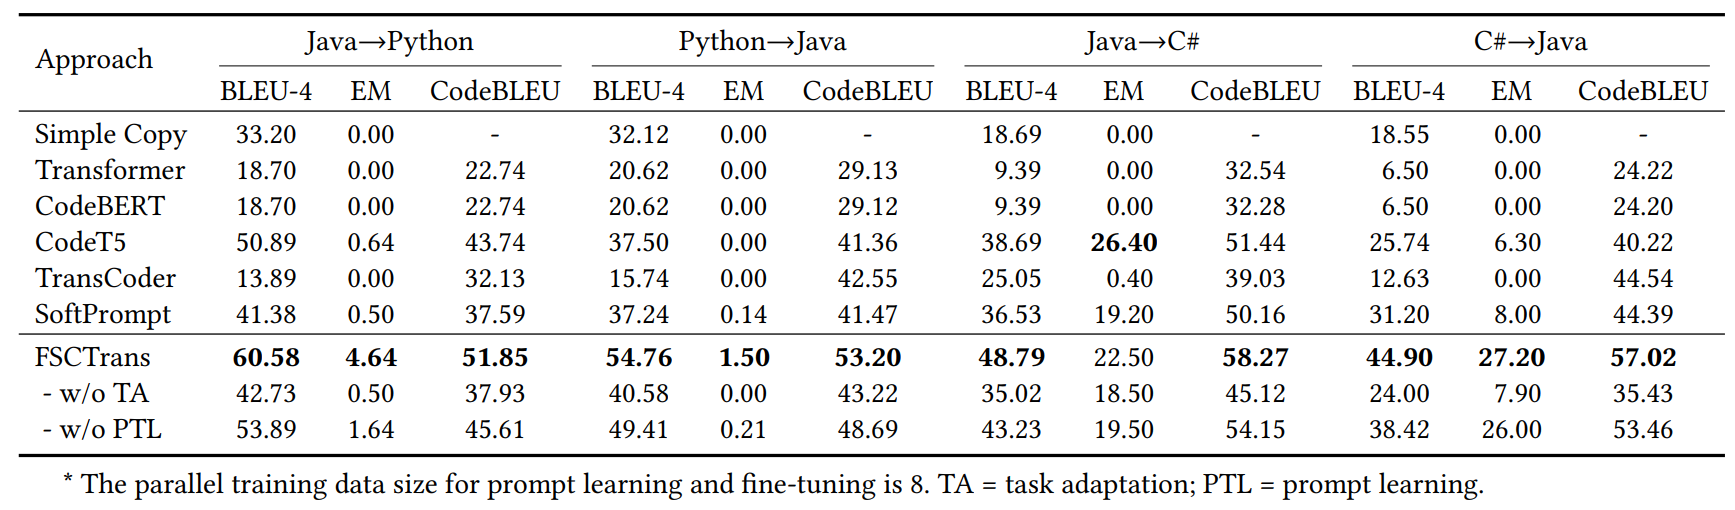 Approach Java→Python Python→Java Java→C# C#→Java
BLEU-4 EM CodeBLEU BLEU-4 EM CodeBLEU BLEU-4 EM CodeBLEU BLEU-4 EM CodeBLEU
Simple Copy 33.20 0.00 - 32.12 0.00 - 18.69 0.00 - 18.55 0.00 -
Transformer 18.70 0.00 22.74 20.62 0.00 29.13 9.39 0.00 32.54 6.50 0.00 24.22
CodeBERT 18.70 0.00 22.74 20.62 0.00 29.12 9.39 0.00 32.28 6.50 0.00 24.20
CodeT5 50.89 0.64 43.74 37.50 0.00 41.36 38.69 26.40 51.44 25.74 6.30 40.22
TransCoder 13.89 0.00 32.13 15.74 0.00 42.55 25.05 0.40 39.03 12.63 0.00 44.54
SoftPrompt 41.38 0.50 37.59 37.24 0.14 41.47 36.53 19.20 50.16 31.20 8.00 44.39
FSCTrans 60.58 4.64 51.85 54.76 1.50 53.20 48.79 22.50 58.27 44.90 27.20 57.02
- w/o TA 42.73 0.50 37.93 40.58 0.00 43.22 35.02 18.50 45.12 24.00 7.90 35.43
- w/o PTL 53.89 1.64 45.61 49.41 0.21 48.69 43.23 19.50 54.15 38.42 26.00 53.46
* The parallel training data size for prompt learning and fine-tuning is 8. TA = task adaptation; PTL = prompt learning.